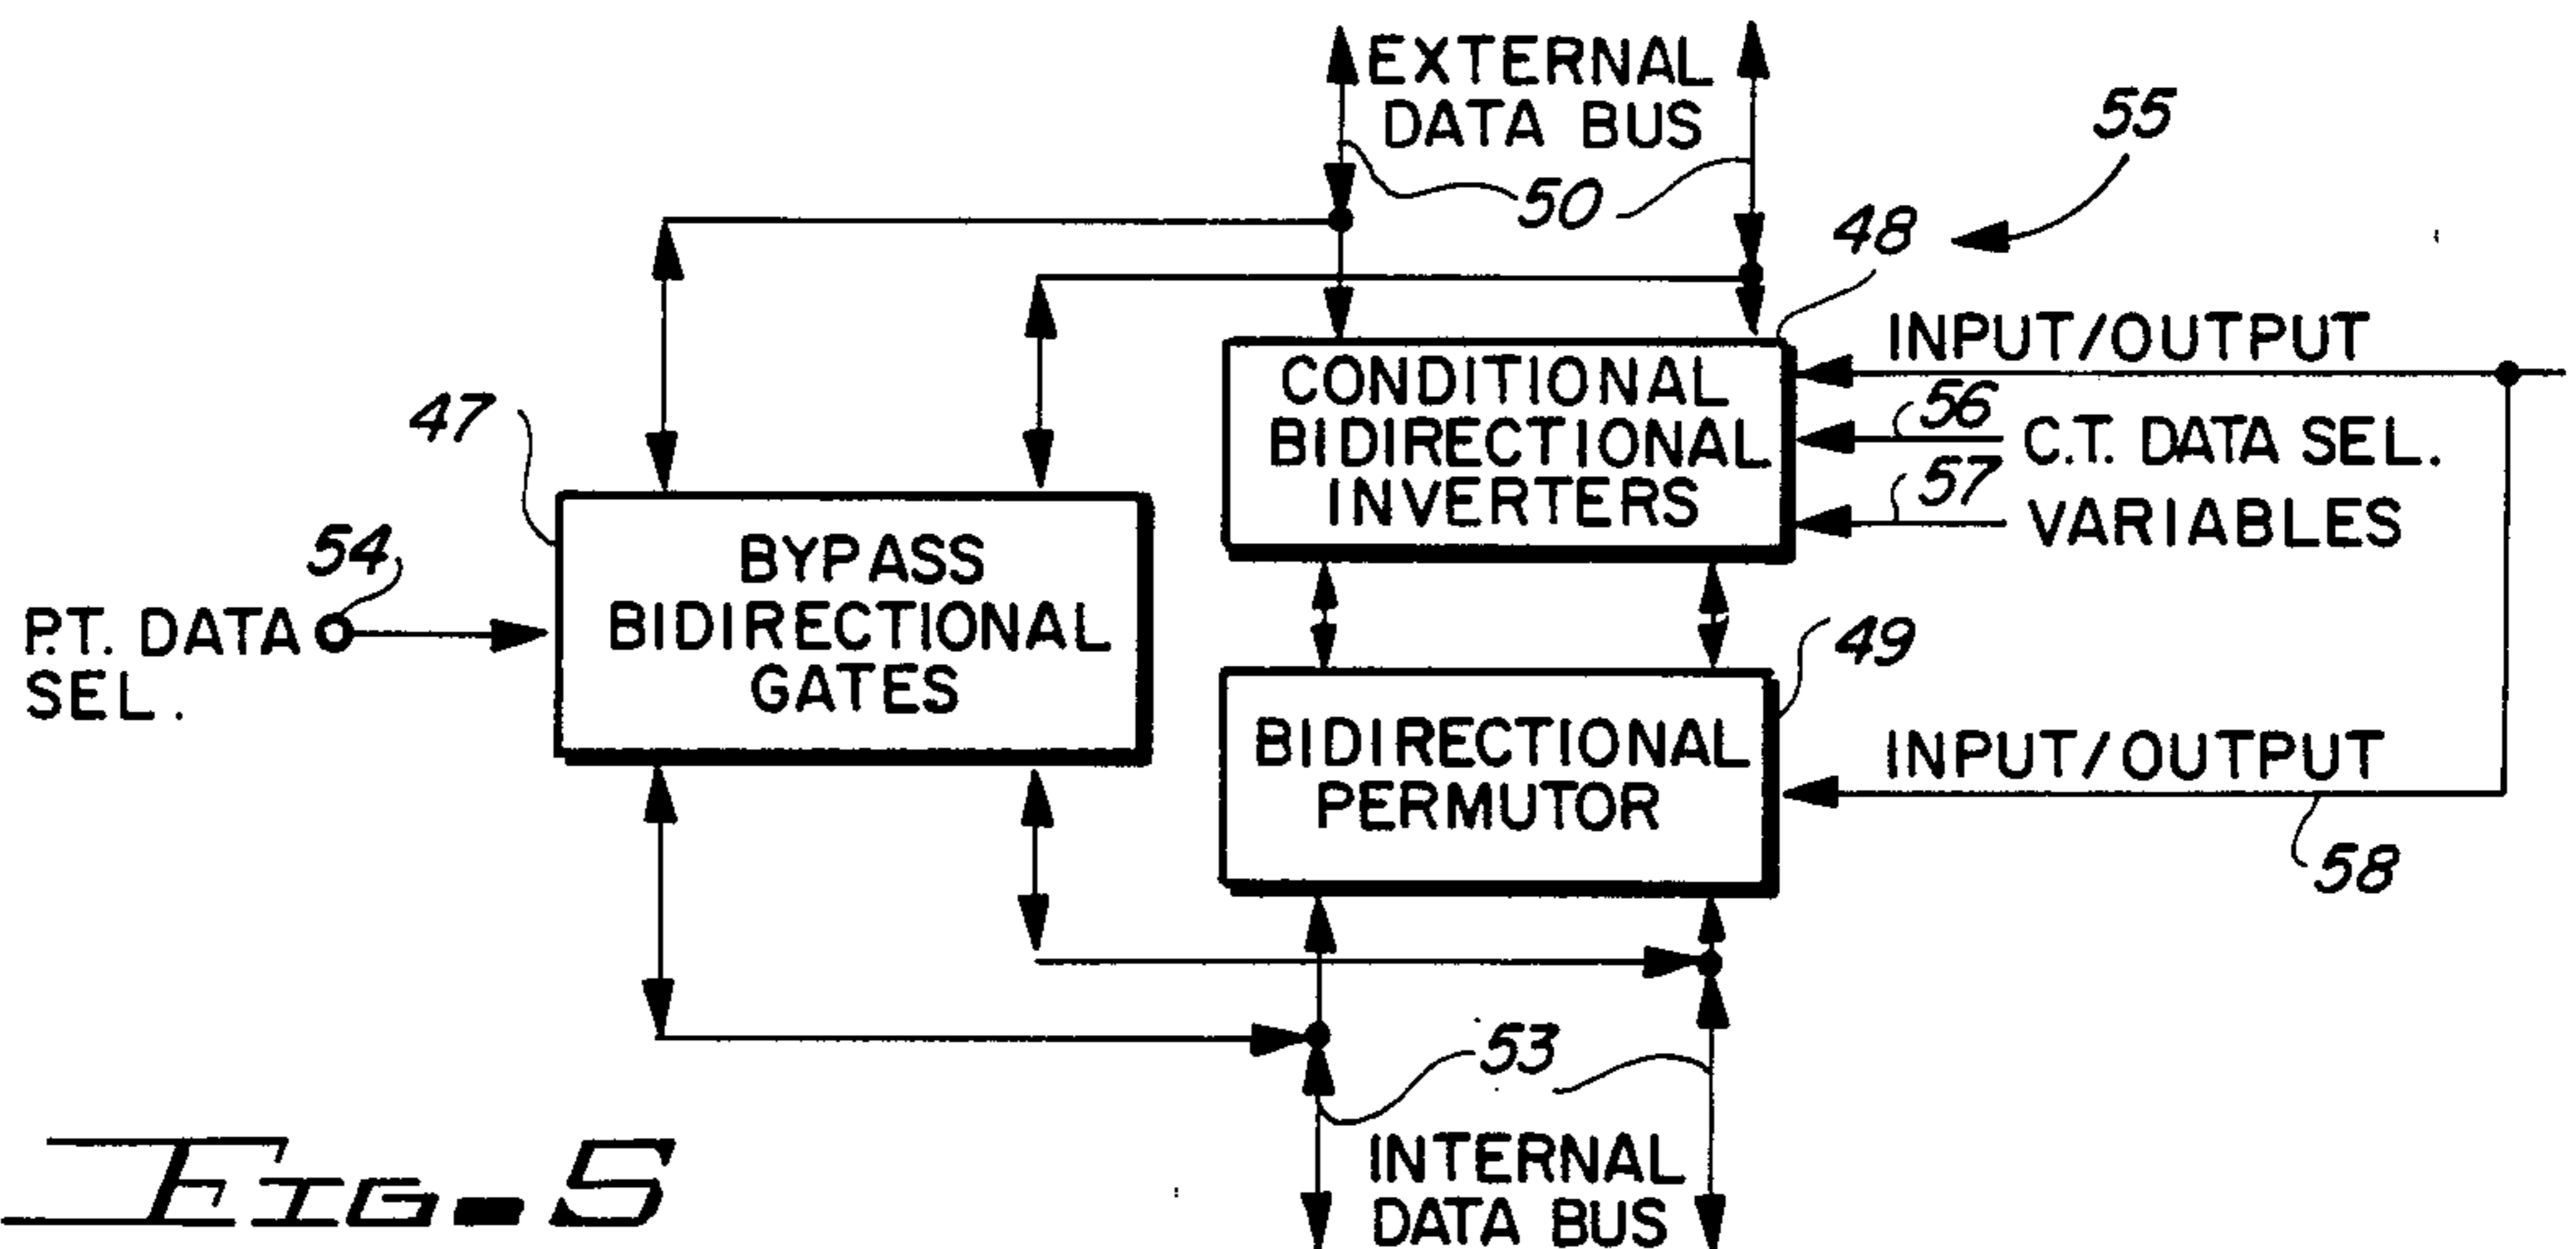 EXTERNAL
DATA BUS
55
50
48
INPUT/OUTPUT
47
CONDITIONAL
BIDIRECTIONAL
INVERTERS
56
C.T. DATA SEL.
57
VARIABLES
54
P.T. DATA
SEL.
BYPASS
BIDIRECTIONAL
GATES
49
BIDIRECTIONAL
PERMUTOR
INPUT/OUTPUT
58
53
INTERNAL
DATA BUS
FIG-5